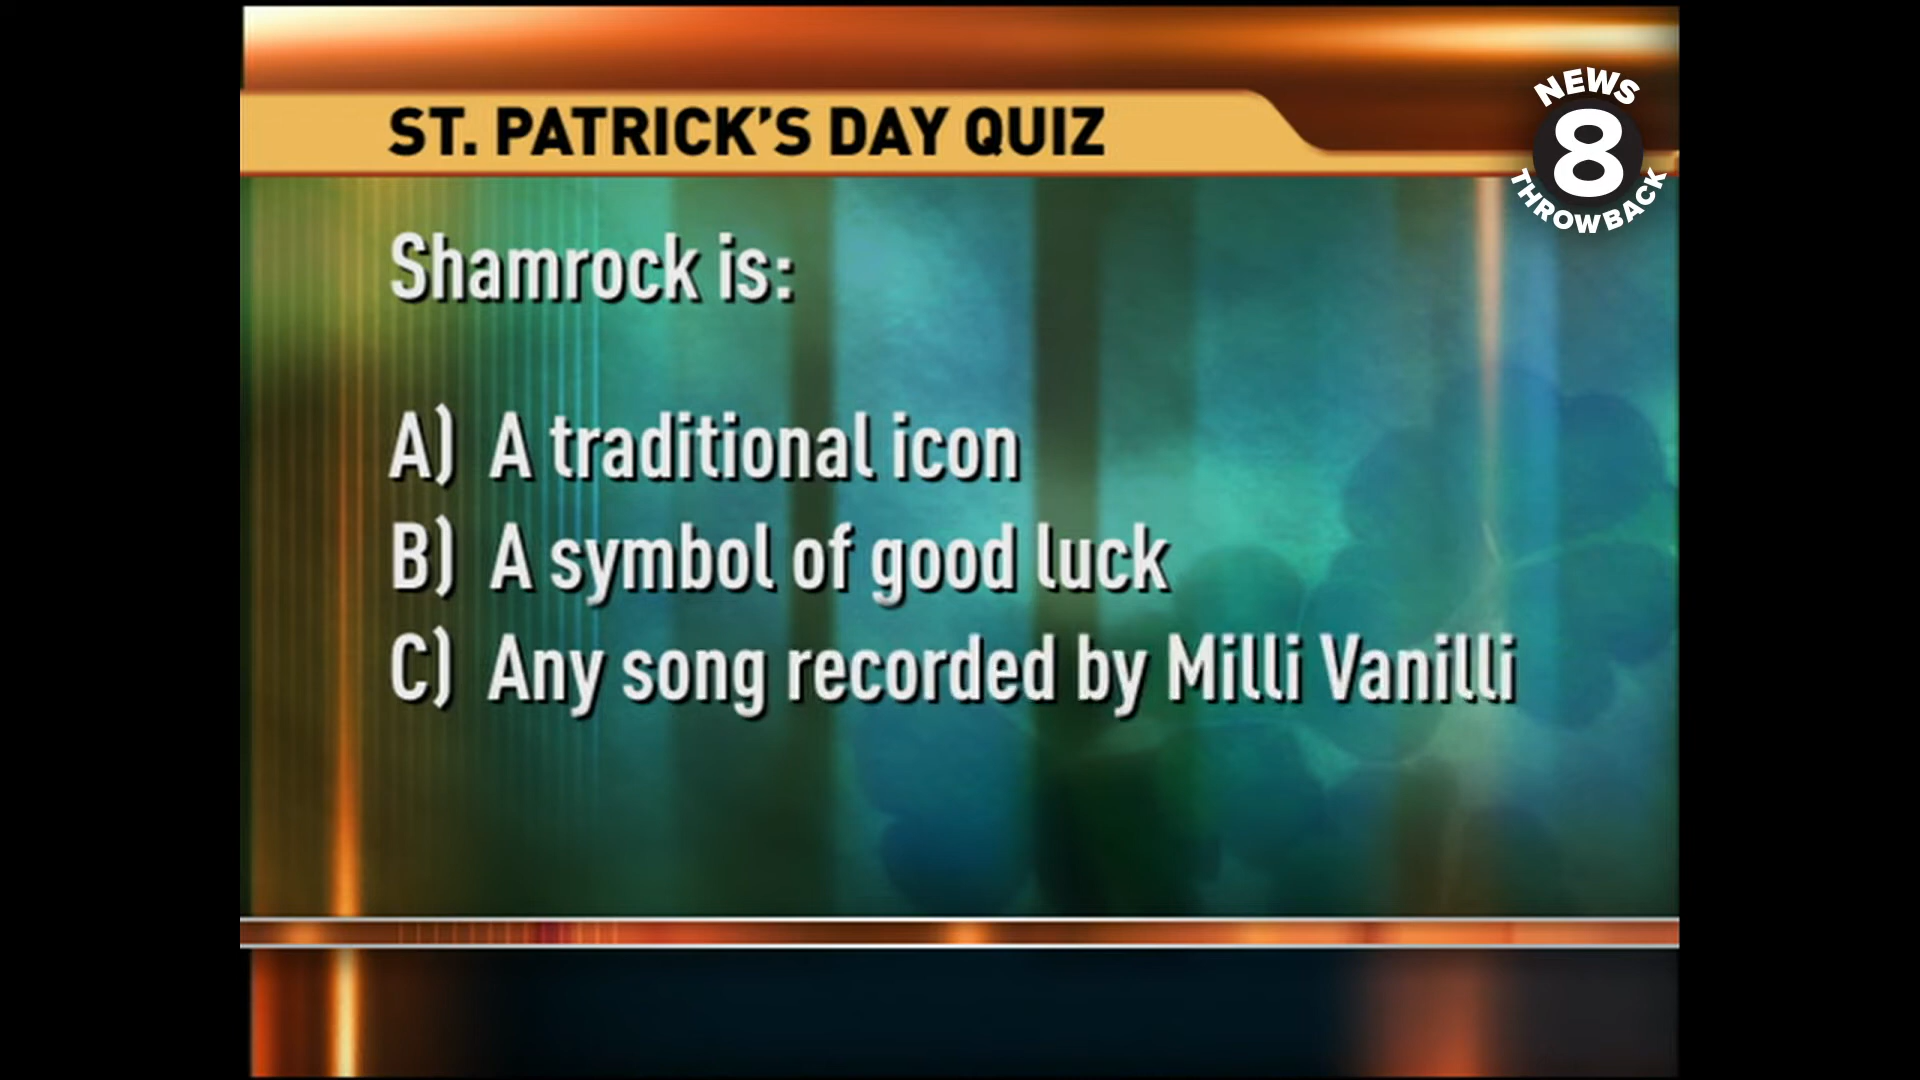 ST. PATRICK'S DAY QUIZ
NEWS
8
THROWBACK
Shamrock is:
A) A traditional icon
B) A symbol of good luck
C) Any song recorded by Milli Vanilli